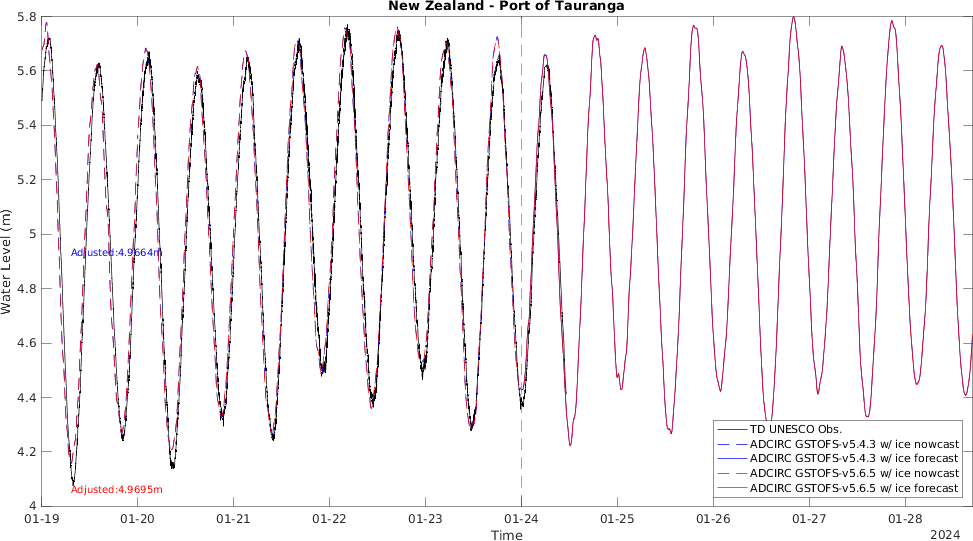 New Zealand - Port of Tauranga
5.8
5.6
5.4
5.2
5
4.8
4.6
4.4
4.2
4
Water Level (m)
Adjusted:4.9664m
Adjusted:4.9695m
TD UNESCO Obs.
ADCIRC GSTOFS-v5.4.3 w/ ice nowcast
ADCIRC GSTOFS-v5.4.3 w/ ice forecast
ADCIRC GSTOFS-v5.6.5 w/ ice nowcast
ADCIRC GSTOFS-v5.6.5 w/ ice forecast
01-19 01-20 01-21 01-22 01-23 01-24 01-25 01-26 01-27 01-28
Time
2024